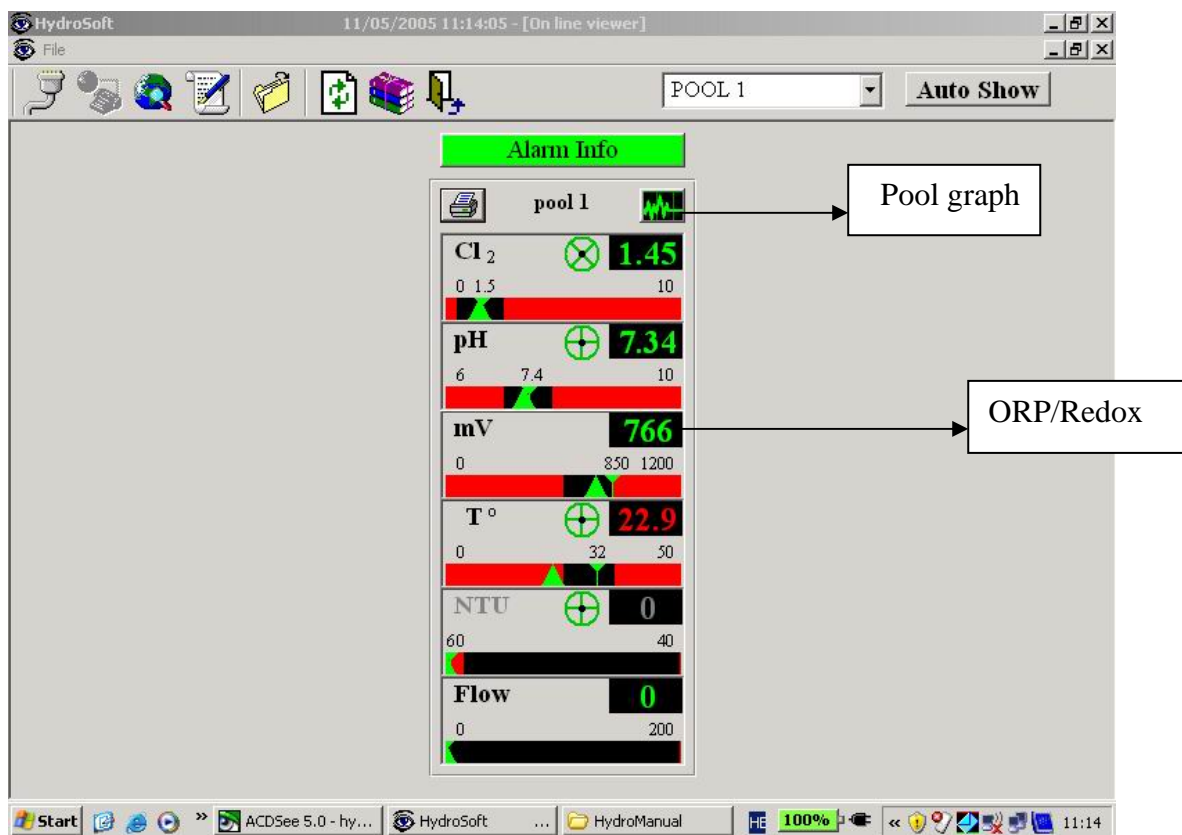 HydroSoft 11/05/2005 11:14:05 - [On line viewer]
File
POOL 1 Auto Show
Alarm Info
pool 1
Pool graph
Cl 2 1.45
0 1.5 10
pH 7.34
6 7.4 10
mV 766
ORP/Redox
0 850 1200
T º 22.9
0 32 50
NTU 0
60 40
Flow 0
0 200
Start » ACDSee 5.0 - hy... HydroSoft ... HydroManual HE 100% « 11:14